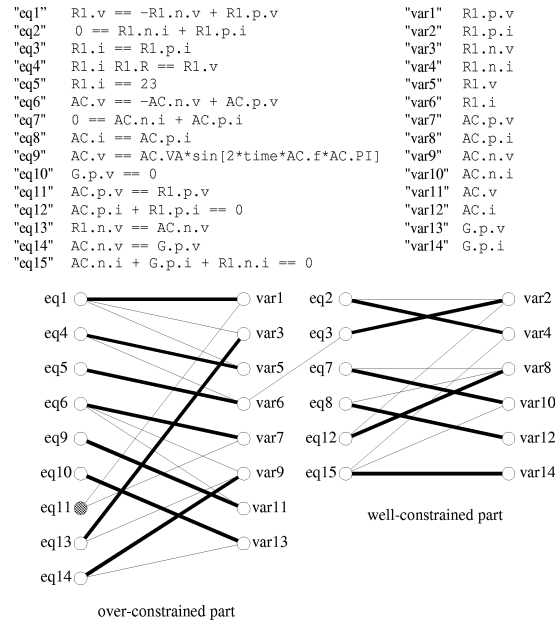 "eq1" R1.v == -R1.n.v + R1.p.v "var1" R1.p.v
"eq2" 0 == R1.n.i + R1.p.i "var2" R1.p.i
"eq3" R1.i == R1.p.i "var3" R1.n.v
"eq4" R1.i R1.R == R1.v "var4" R1.n.i
"eq5" R1.i == 23 "var5" R1.v
"eq6" AC.v == -AC.n.v + AC.p.v "var6" R1.i
"eq7" 0 == AC.n.i + AC.p.i "var7" AC.p.v
"eq8" AC.i == AC.p.i "var8" AC.p.i
"eq9" AC.v == AC.VA*sin[2*time*AC.f*AC.PI] "var9" AC.n.v
"eq10" G.p.v == 0 "var10" AC.n.i
"eq11" AC.p.v == R1.p.v "var11" AC.v
"eq12" AC.p.i + R1.p.i == 0 "var12" AC.i
"eq13" R1.n.v == AC.n.v "var13" G.p.v
"eq14" AC.n.v == G.p.v "var14" G.p.i
"eq15" AC.n.i + G.p.i + R1.n.i == 0
eq1 var1 eq2 var2
eq4 var3 eq3 var4
eq5 var5 eq7 var8
eq6 var6 eq8 var10
eq9 var7 eq12 var12
eq10 var9 eq15 var14
eq11 var11
eq13 var13
eq14
well-constrained part
over-constrained part